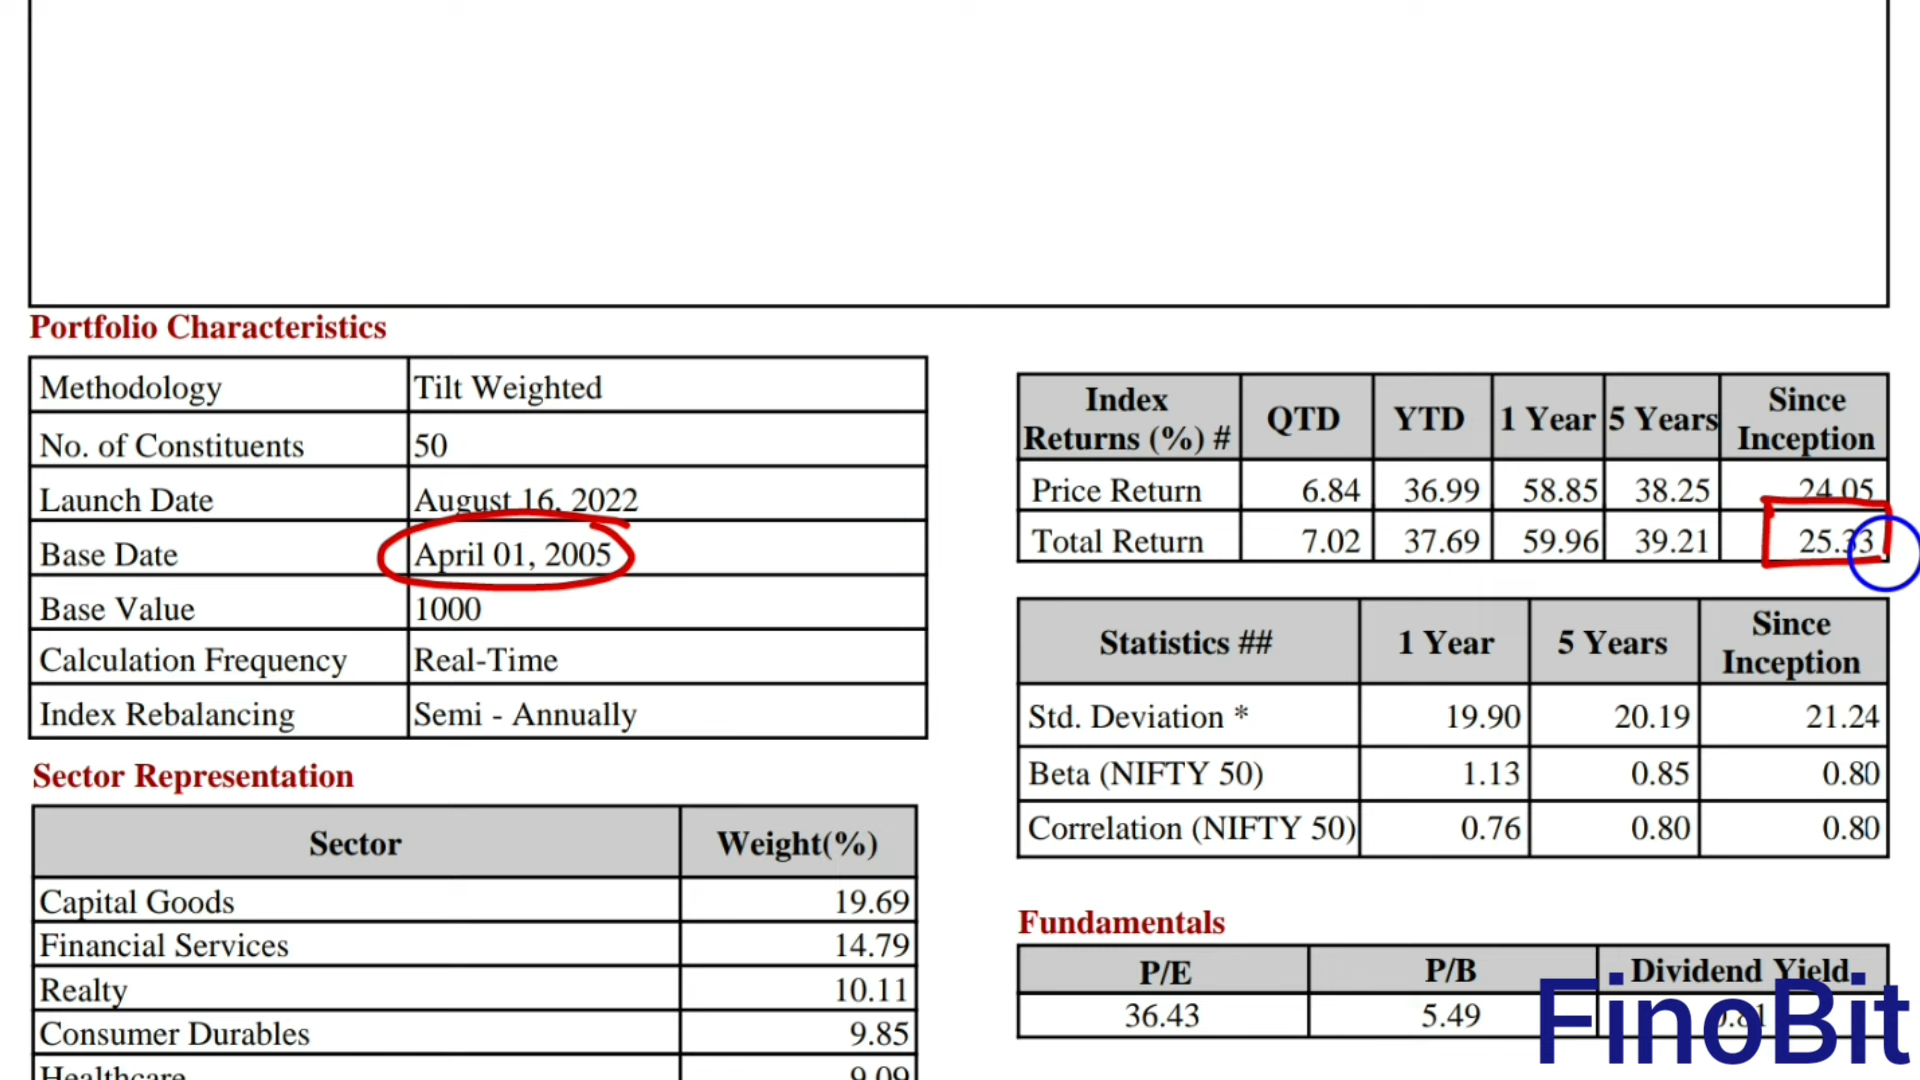 Portfolio Characteristics
Methodology Tilt Weighted
No. of Constituents 50
Launch Date August 16, 2022
Base Date April 01, 2005
Base Value 1000
Calculation Frequency Real-Time
Index Rebalancing Semi - Annually
Sector Representation
Sector Weight(%)
Capital Goods 19.69
Financial Services 14.79
Realty 10.11
Consumer Durables 9.85
Healthcare 9.09
Index Returns (%) # QTD YTD 1 Year 5 Years Since Inception
Price Return 6.84 36.99 58.85 38.25 24.05
Total Return 7.02 37.69 59.96 39.21 25.33
Statistics ## 1 Year 5 Years Since Inception
Std. Deviation * 19.90 20.19 21.24
Beta (NIFTY 50) 1.13 0.85 0.80
Correlation (NIFTY 50) 0.76 0.80 0.80
Fundamentals
P/E P/B Dividend Yield
36.43 5.49
FinoBit